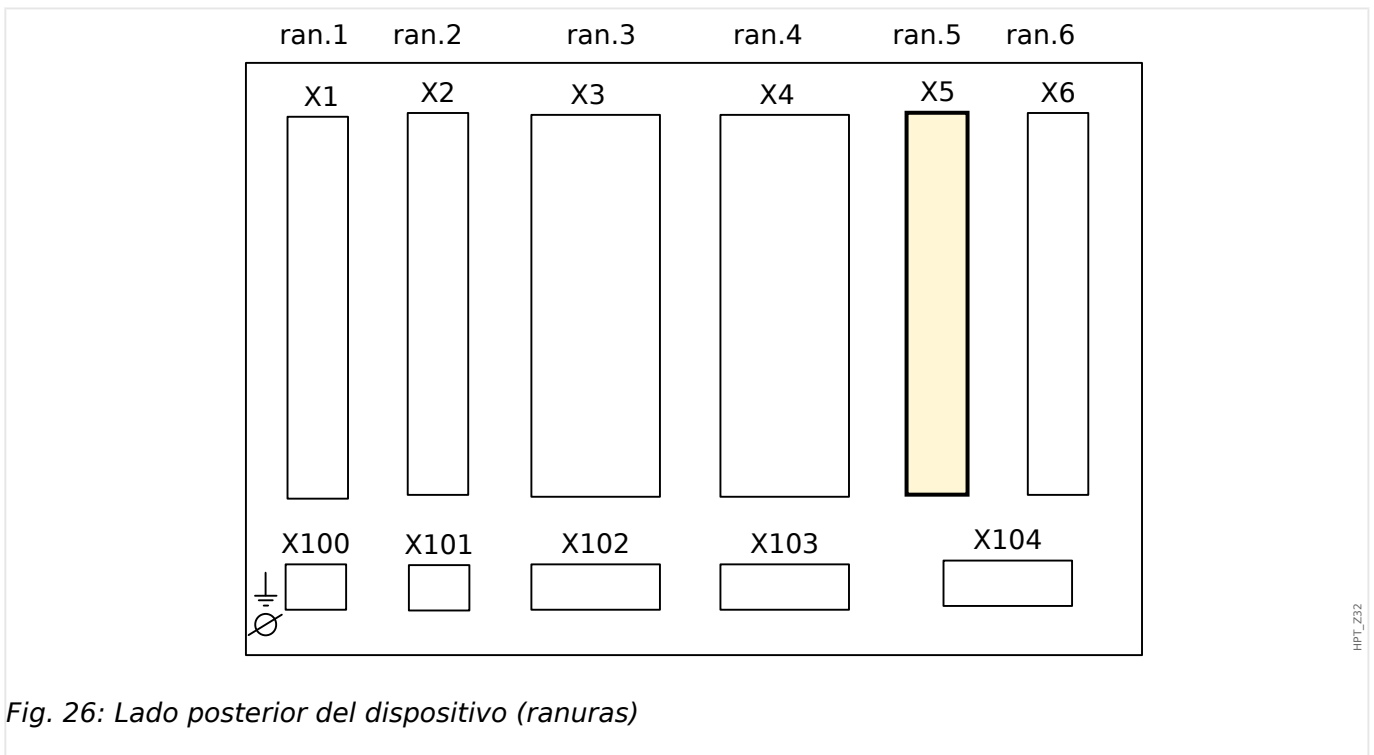 ran.1 ran.2 ran.3 ran.4 ran.5 ran.6
X1 X2 X3 X4 X5 X6
X100 X101 X102 X103 X104
HPT_Z32
Fig. 26: Lado posterior del dispositivo (ranuras)